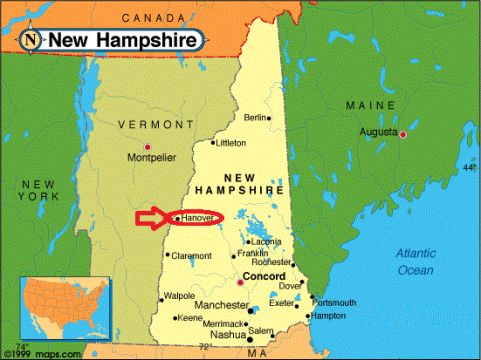 CANADA
N
New Hampshire
MAINE
VERMONT
Berlin
Augusta
Littleton
Montpelier
44°
NEW
HAMPSHIRE
NEW
YORK
Hanover
Laconia
Atlantic
Ocean
Claremont
Franklin
Rochester
Concord
Dover
Walpole
Portsmouth
Manchester
Exeter
Keene
Hampton
Merrimack
Salem
Nashua
74°
72°
MA
©1999 maps.com